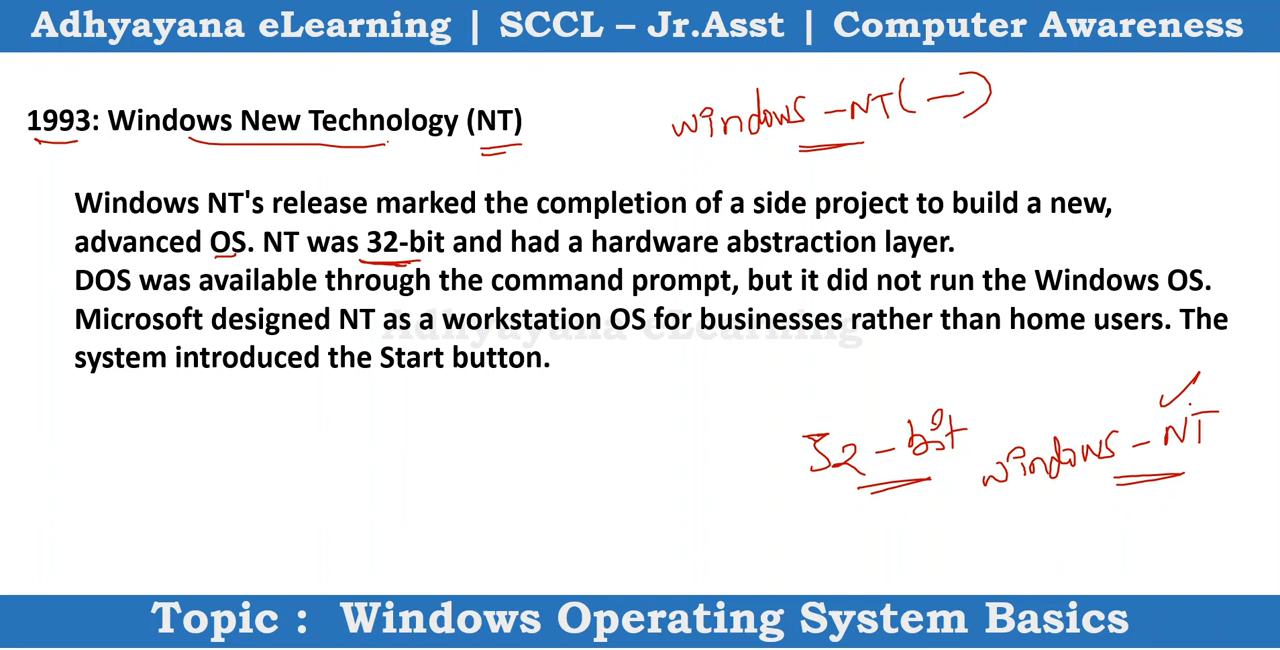 Adhyayana eLearning | SCCL – Jr.Asst | Computer Awareness
1993: Windows New Technology (NT)
windows – NT ( — )
Windows NT's release marked the completion of a side project to build a new,
advanced OS. NT was 32-bit and had a hardware abstraction layer.
DOS was available through the command prompt, but it did not run the Windows OS.
Microsoft designed NT as a workstation OS for businesses rather than home users. The
Adhyayana eLearning
system introduced the Start button.
32 – bit windows – NT
Topic : Windows Operating System Basics